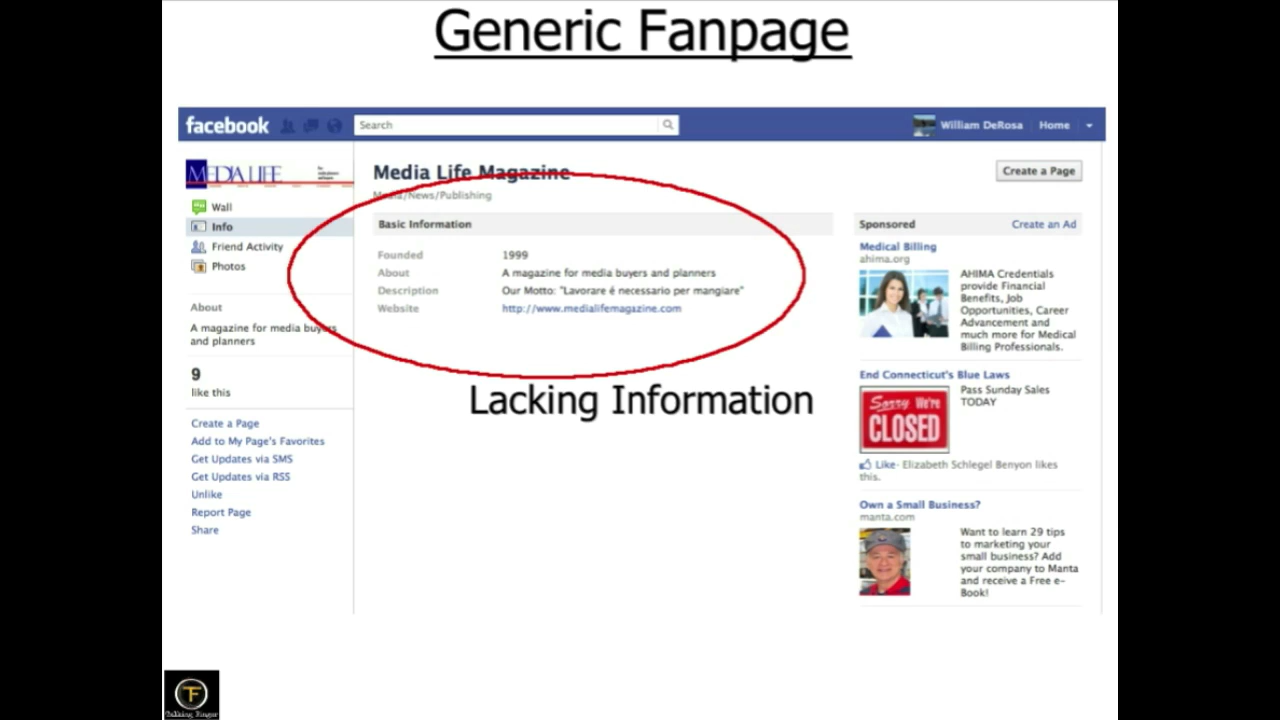 Generic Fanpage
facebook
Search
William DeRosa
Home
MEDIA LIFE
Wall
Info
Friend Activity
Photos
About
A magazine for media buyers
and planners
9
like this
Create a Page
Add to My Page's Favorites
Get Updates via SMS
Get Updates via RSS
Unlike
Report Page
Share
Media Life Magazine
Media/News/Publishing
Create a Page
Basic Information
Founded 1999
About A magazine for media buyers and planners
Description Our Motto: "Lavorare é necessario per mangiare"
Website http://www.medialifemagazine.com
Lacking Information
Sponsored Create an Ad
Medical Billing
ahima.org
AHIMA Credentials
provide Financial
Benefits, Job
Opportunities, Career
Advancement and
much more for Medical
Billing Professionals.
End Connecticut's Blue Laws
Sorry We're
CLOSED
Pass Sunday Sales
TODAY
Like · Elizabeth Schlegel Benyon likes
this.
Own a Small Business?
manta.com
Want to learn 29 tips
to marketing your
small business? Add
your company to Manta
and receive a Free e-
Book!
TF
Talking Finger